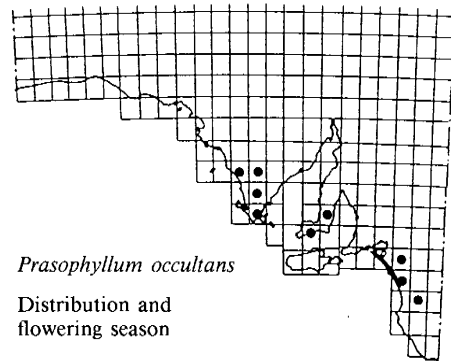 Prasophyllum occultans
Distribution and
flowering season